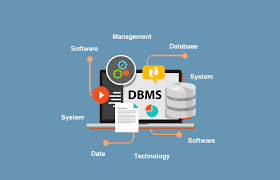 Management
Software
Database
System
DBMS
System
Software
Data
Technology